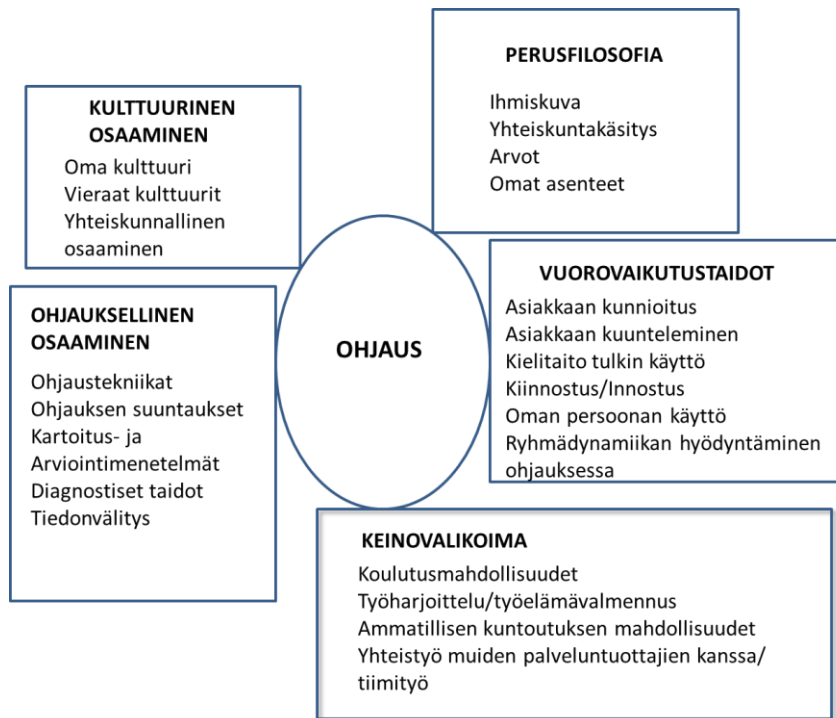 PERUSFILOSOFIA
Ihmiskuva
Yhteiskuntakäsitys
Arvot
Omat asenteet
KULTTUURINEN
OSAAMINEN
Oma kulttuuri
Vieraat kulttuurit
Yhteiskunnallinen
osaaminen
VUOROVAIKUTUSTAIDOT
Asiakkaan kunnioitus
Asiakkaan kuunteleminen
Kielitaito tulkin käyttö
Kiinnostus/Innostus
Oman persoonan käyttö
Ryhmädynamiikan hyödyntäminen
ohjauksessa
OHJAUKSELLINEN
OSAAMINEN
Ohjaustekniikat
Ohjauksen suuntaukset
Kartoitus- ja
Arviointimenetelmät
Diagnostiset taidot
Tiedonvälitys
OHJAUS
KEINOVALIKOIMA
Koulutusmahdollisuudet
Työharjoittelu/työelämävalmennus
Ammatillisen kuntoutuksen mahdollisuudet
Yhteistyö muiden palveluntuottajien kanssa/
tiimityö